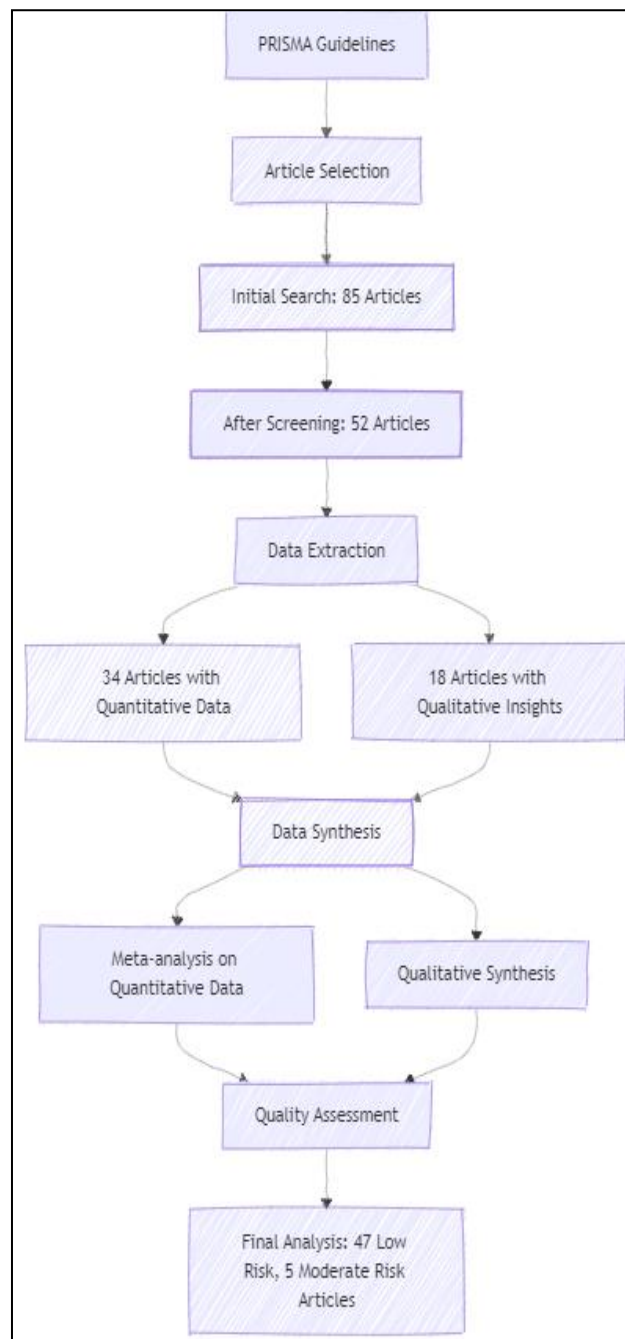 PRISMA Guidelines
Article Selection
Initial Search: 85 Articles
After Screening: 52 Articles
Data Extraction
34 Articles with
Quantitative Data
18 Articles with
Qualitative Insights
Data Synthesis
Meta-analysis on
Quantitative Data
Qualitative Synthesis
Quality Assessment
Final Analysis: 47 Low
Risk, 5 Moderate Risk
Articles